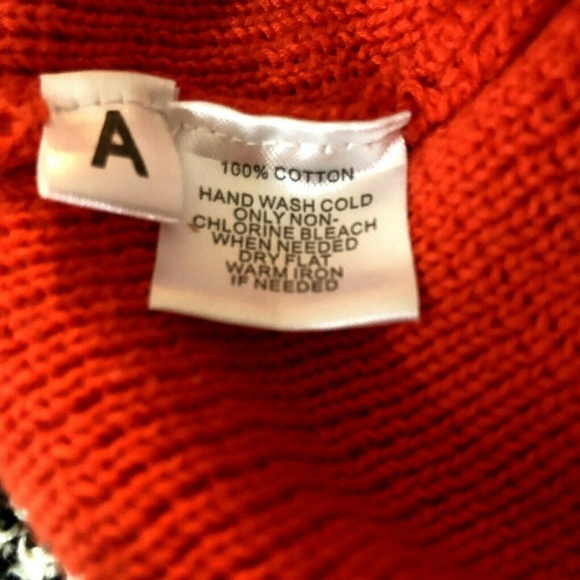 A
100% COTTON
HAND WASH COLD
ONLY NON-
CHLORINE BLEACH
WHEN NEEDED
DRY FLAT
WARM IRON
IF NEEDED